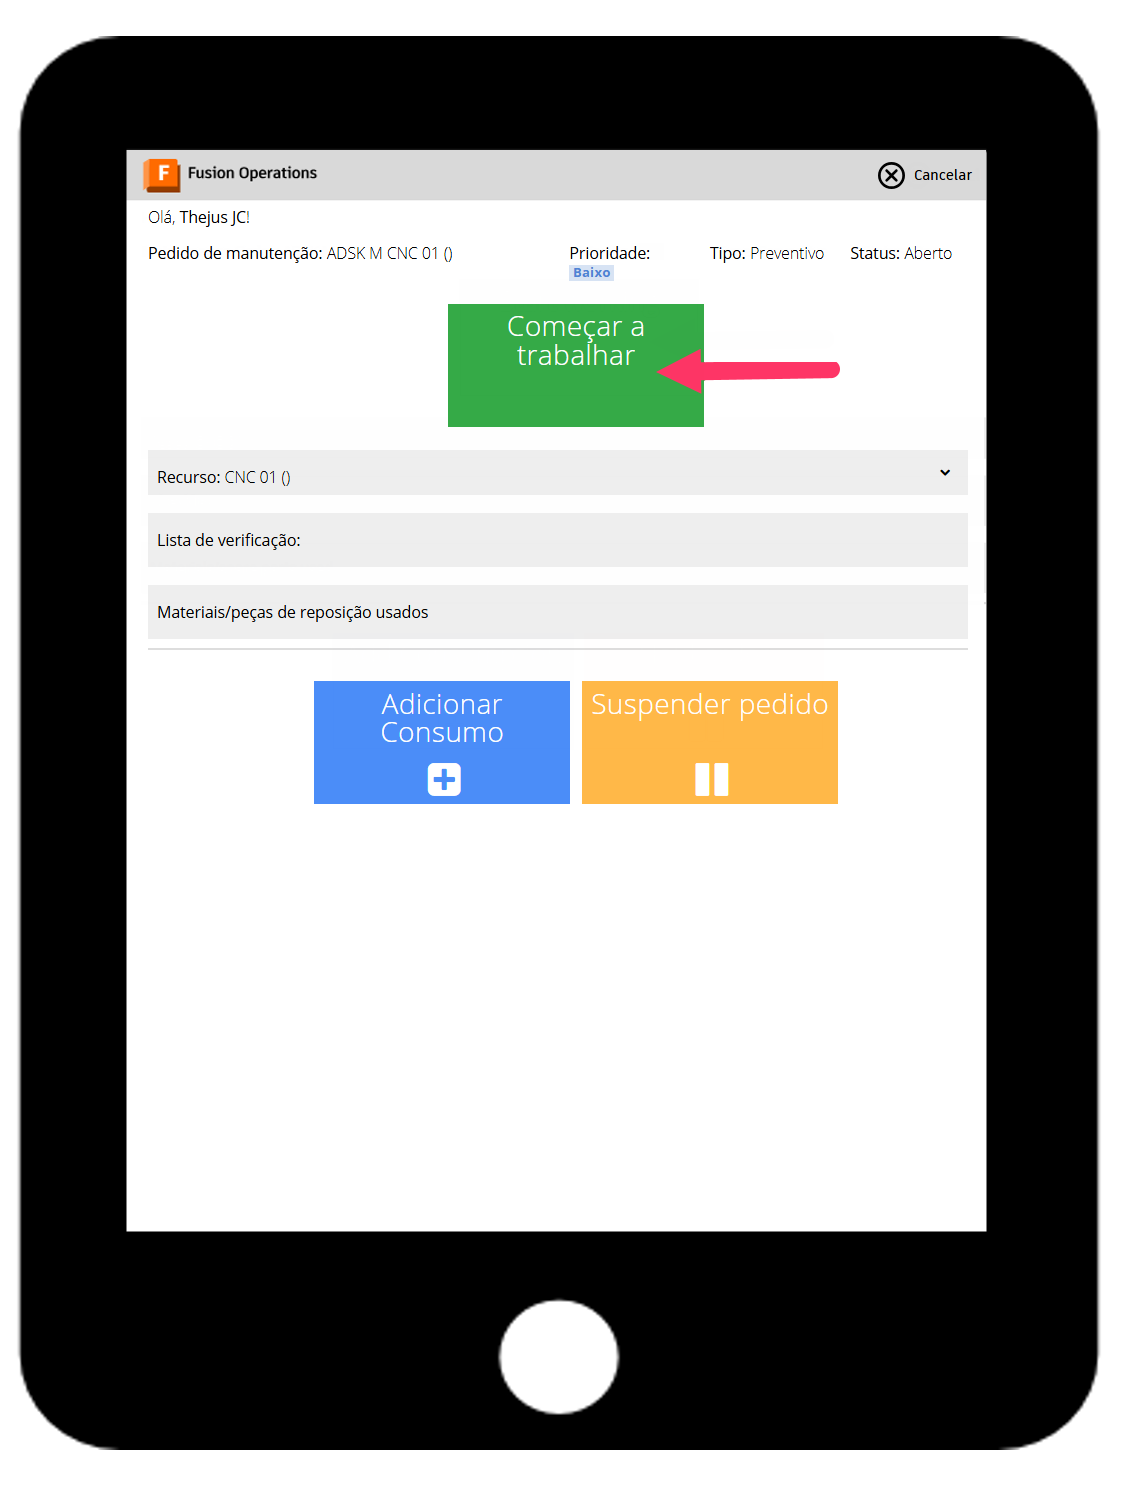 F Fusion Operations Cancelar
Olá, Thejus JC!
Pedido de manutenção: ADSK M CNC 01 () Prioridade: Tipo: Preventivo Status: Aberto
Baixo
Começar a
trabalhar
Recurso: CNC 01 ()
Lista de verificação:
Materiais/peças de reposição usados
Adicionar
Consumo
Suspender pedido